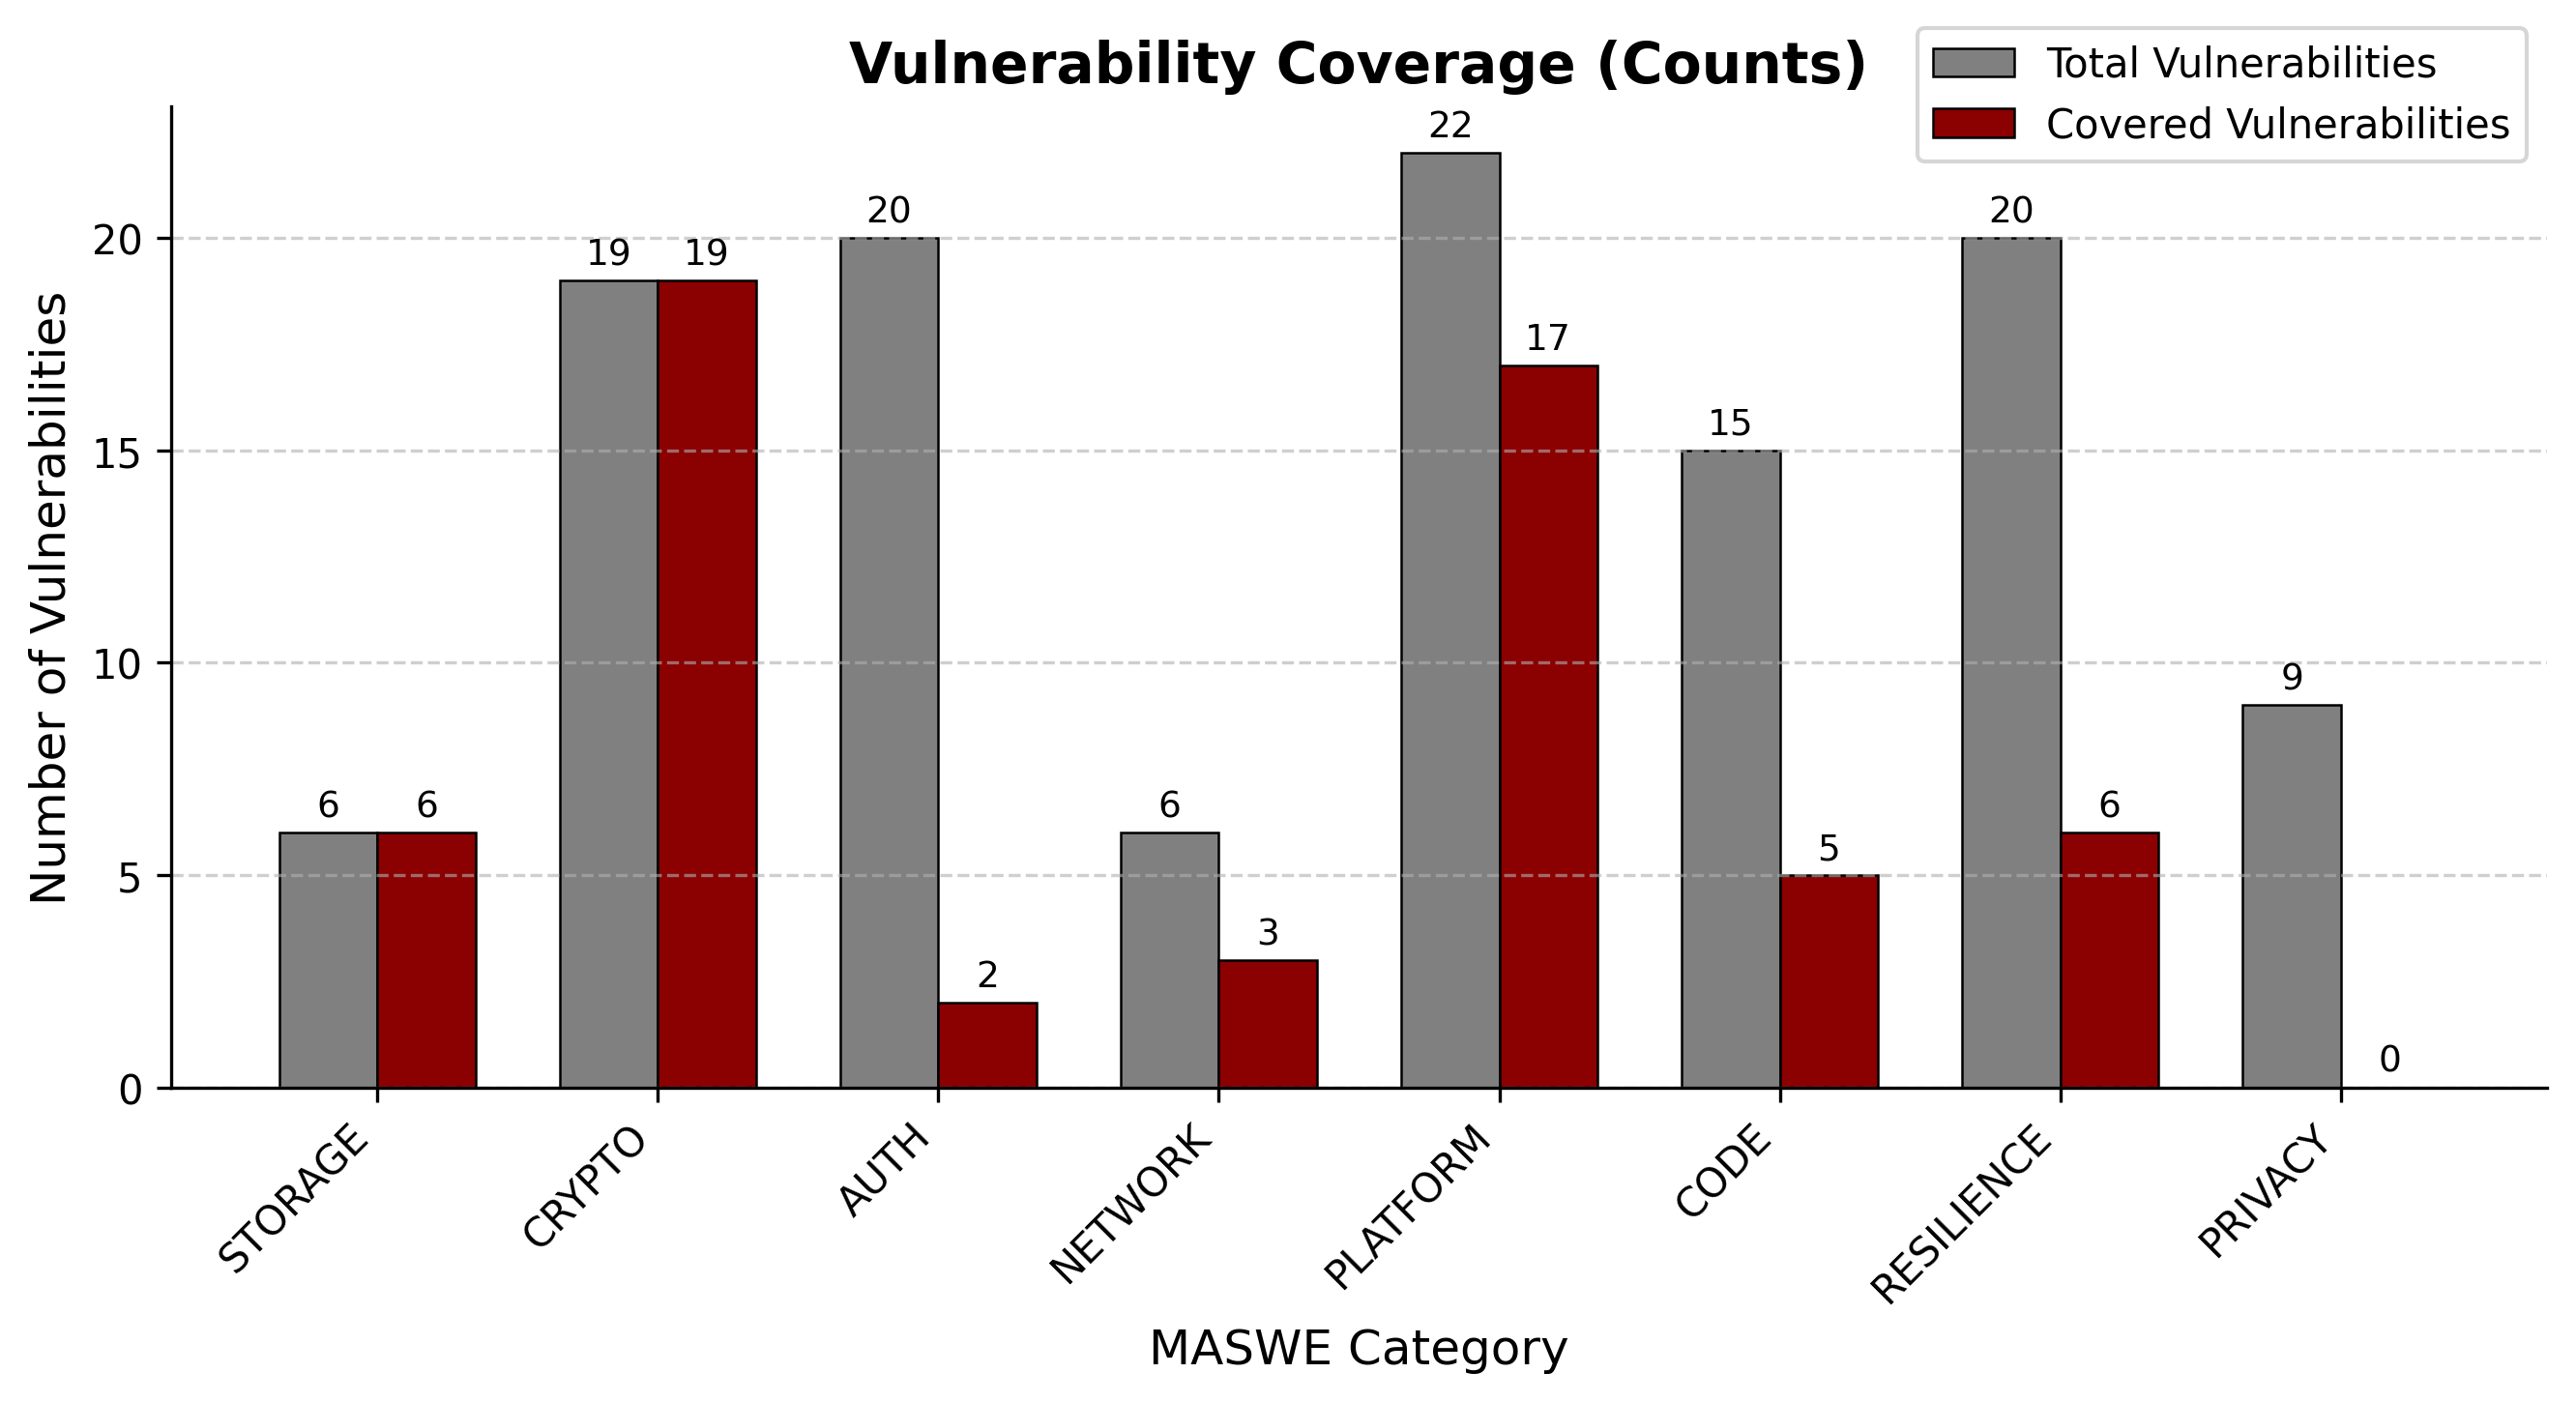 Vulnerability Coverage (Counts)
Total Vulnerabilities
Covered Vulnerabilities
Number of Vulnerabilities
20
15
10
5
0
6
6
19
19
20
2
6
3
22
17
15
5
20
6
9
0
STORAGE
CRYPTO
AUTH
NETWORK
PLATFORM
CODE
RESILIENCE
PRIVACY
MASWE Category